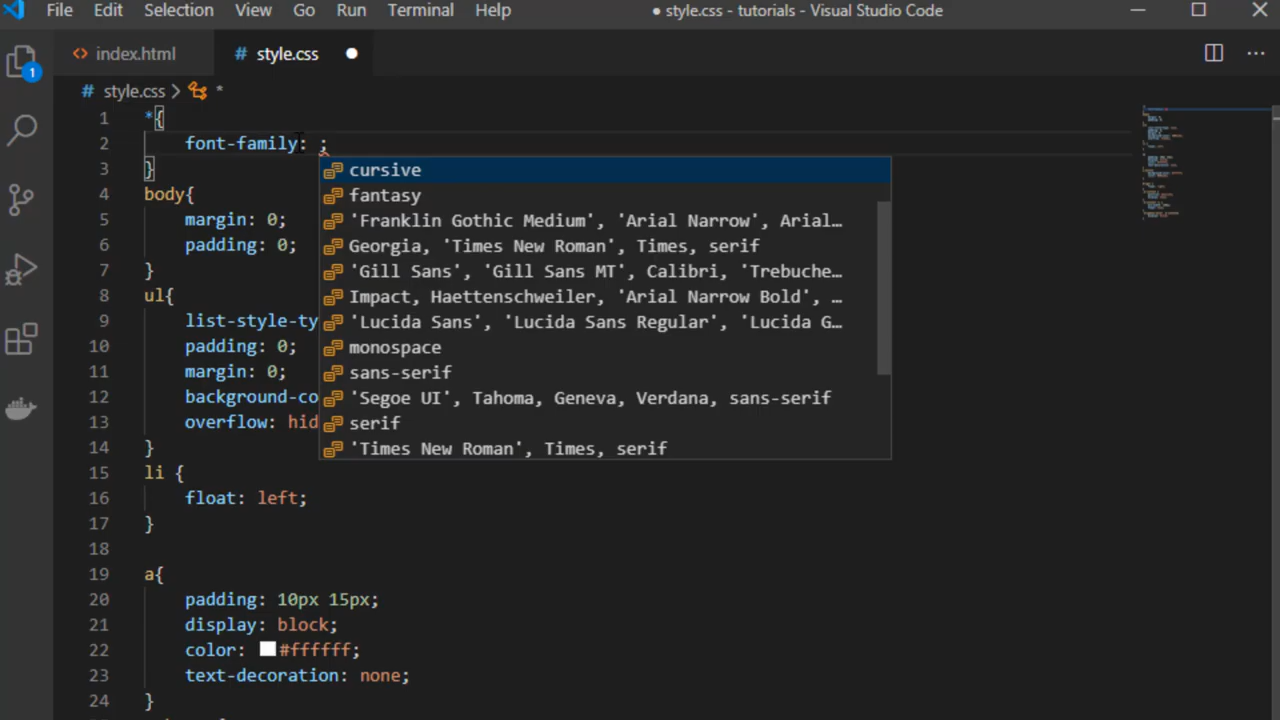 File Edit Selection View Go Run Terminal Help ● style.css - tutorials - Visual Studio Code
index.html # style.css
1
# style.css > *
1 *{
2 font-family: ;
3 }
cursive
fantasy
4 body{
5 margin: 0;
'Franklin Gothic Medium', 'Arial Narrow', Arial…
6 padding: 0;
Georgia, 'Times New Roman', Times, serif
7 }
'Gill Sans', 'Gill Sans MT', Calibri, 'Trebuche…
8 ul{
Impact, Haettenschweiler, 'Arial Narrow Bold', …
9 list-style-ty
'Lucida Sans', 'Lucida Sans Regular', 'Lucida G…
10 padding: 0;
monospace
11 margin: 0;
sans-serif
12 background-co
'Segoe UI', Tahoma, Geneva, Verdana, sans-serif
13 overflow: hid
serif
14 }
'Times New Roman', Times, serif
15 li {
16 float: left;
17 }
18
19 a{
20 padding: 10px 15px;
21 display: block;
22 color: #ffffff;
23 text-decoration: none;
24 }